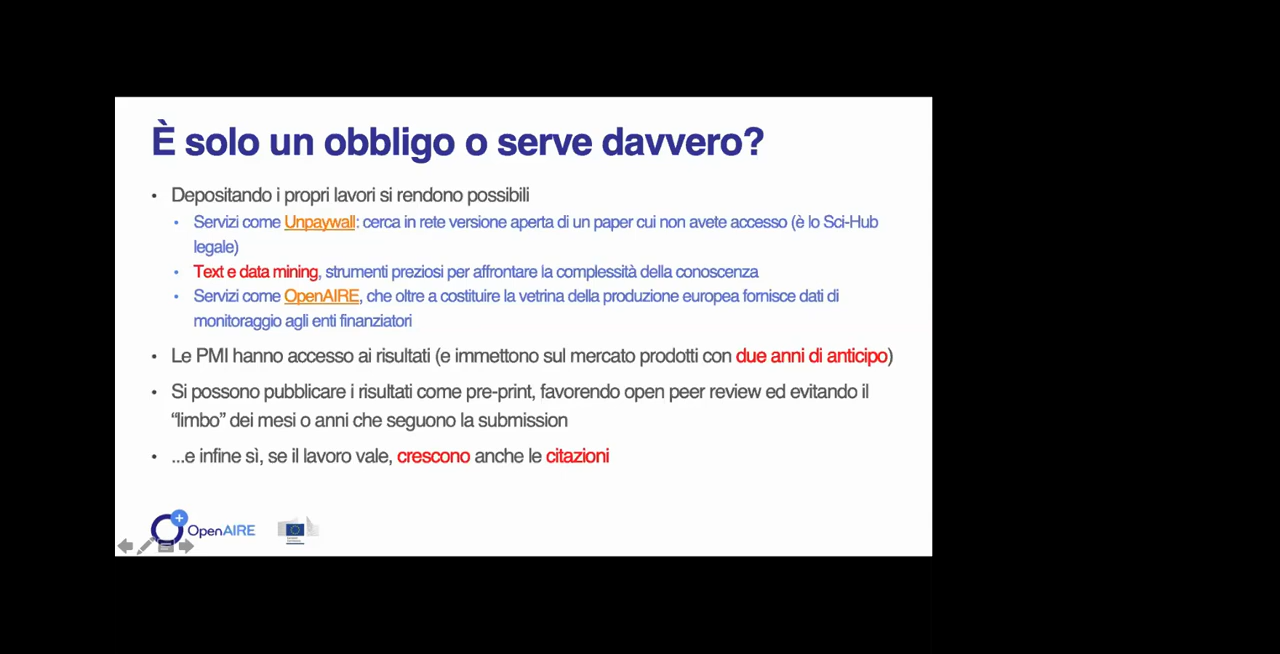 È solo un obbligo o serve davvero?
• Depositando i propri lavori si rendono possibili
• Servizi come Unpaywall: cerca in rete versione aperta di un paper cui non avete accesso (è lo Sci-Hub
legale)
• Text e data mining, strumenti preziosi per affrontare la complessità della conoscenza
• Servizi come OpenAIRE, che oltre a costituire la vetrina della produzione europea fornisce dati di
monitoraggio agli enti finanziatori
• Le PMI hanno accesso ai risultati (e immettono sul mercato prodotti con due anni di anticipo)
• Si possono pubblicare i risultati come pre-print, favorendo open peer review ed evitando il
“limbo” dei mesi o anni che seguono la submission
• ...e infine sì, se il lavoro vale, crescono anche le citazioni
OpenAIRE